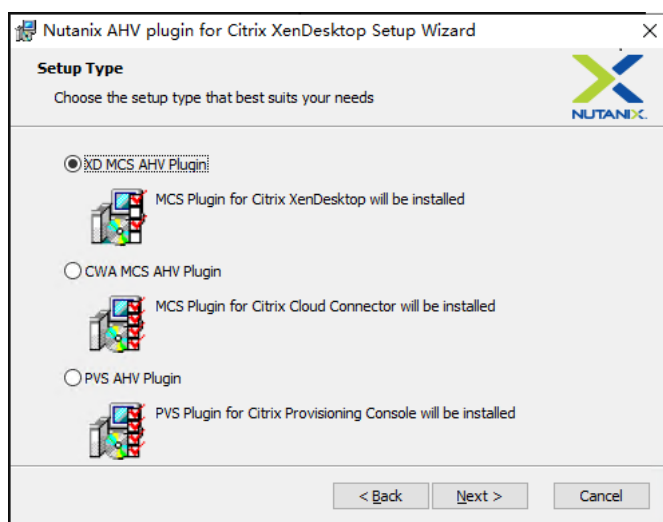 Nutanix AHV plugin for Citrix XenDesktop Setup Wizard
Setup Type
Choose the setup type that best suits your needs
NUTANIX.
XD MCS AHV Plugin
MCS Plugin for Citrix XenDesktop will be installed
CWA MCS AHV Plugin
MCS Plugin for Citrix Cloud Connector will be installed
PVS AHV Plugin
PVS Plugin for Citrix Provisioning Console will be installed
< Back Next > Cancel